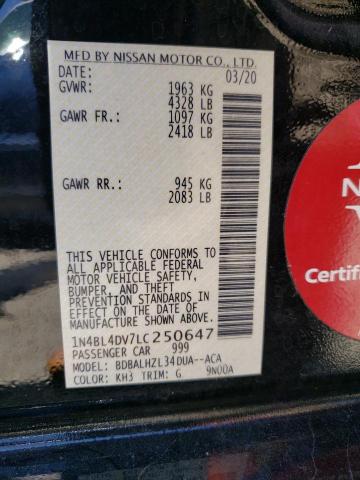 MFD BY NISSAN MOTOR CO., LTD.
DATE: 03/20
GVWR: 1963 KG
4328 LB
GAWR FR.: 1097 KG
2418 LB
GAWR RR.: 945 KG
2083 LB
THIS VEHICLE CONFORMS TO
ALL APPLICABLE FEDERAL
MOTOR VEHICLE SAFETY,
BUMPER, AND THEFT
PREVENTION STANDARDS IN
EFFECT ON THE DATE OF
MANUFACTURE SHOWN ABOVE.
1N4BL4DV7LC250647
PASSENGER CAR 999
MODEL: BDBALHZL34DUA--ACA
COLOR: KH3 TRIM: G 9N00A
N
Certifi